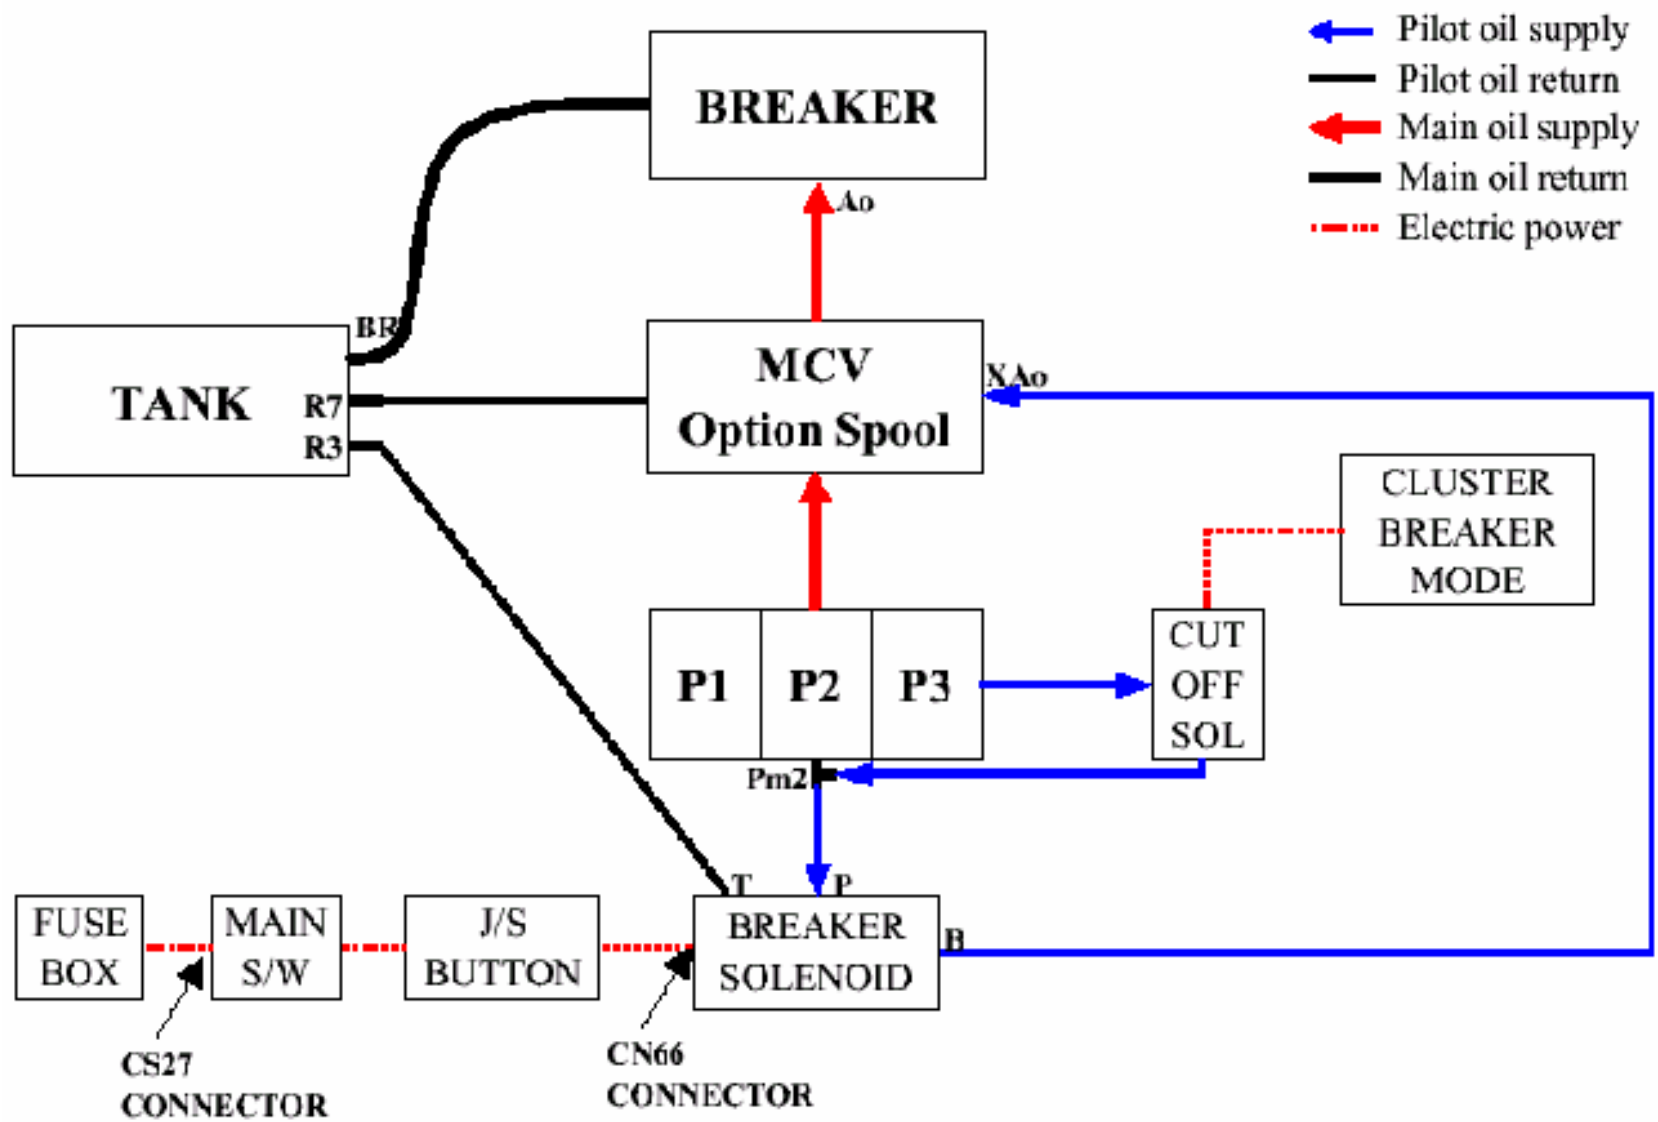 Pilot oil supply
Pilot oil return
Main oil supply
Main oil return
Electric power
BREAKER
Ao
BR
TANK
R7
R3
MCV
Option Spool
XAo
CLUSTER
BREAKER
MODE
P1
P2
P3
CUT
OFF
SOL
Pm2
T
P
FUSE
BOX
MAIN
S/W
J/S
BUTTON
BREAKER
SOLENOID
B
CS27
CONNECTOR
CN66
CONNECTOR